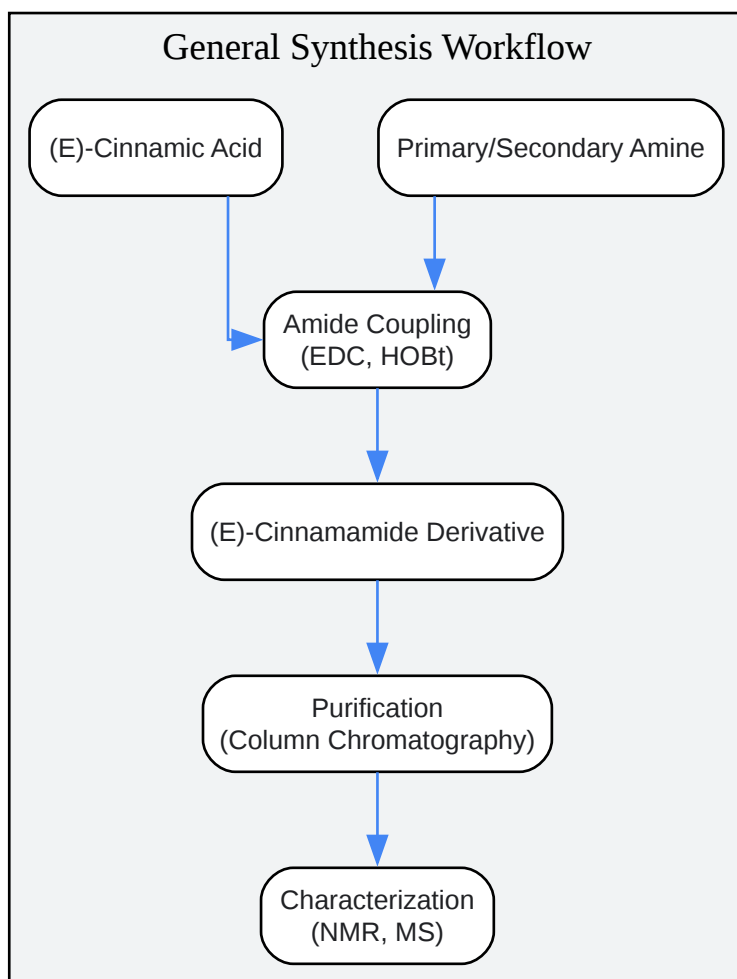 General Synthesis Workflow
(E)-Cinnamic Acid
Primary/Secondary Amine
Amide Coupling
(EDC, HOBt)
(E)-Cinnamamide Derivative
Purification
(Column Chromatography)
Characterization
(NMR, MS)